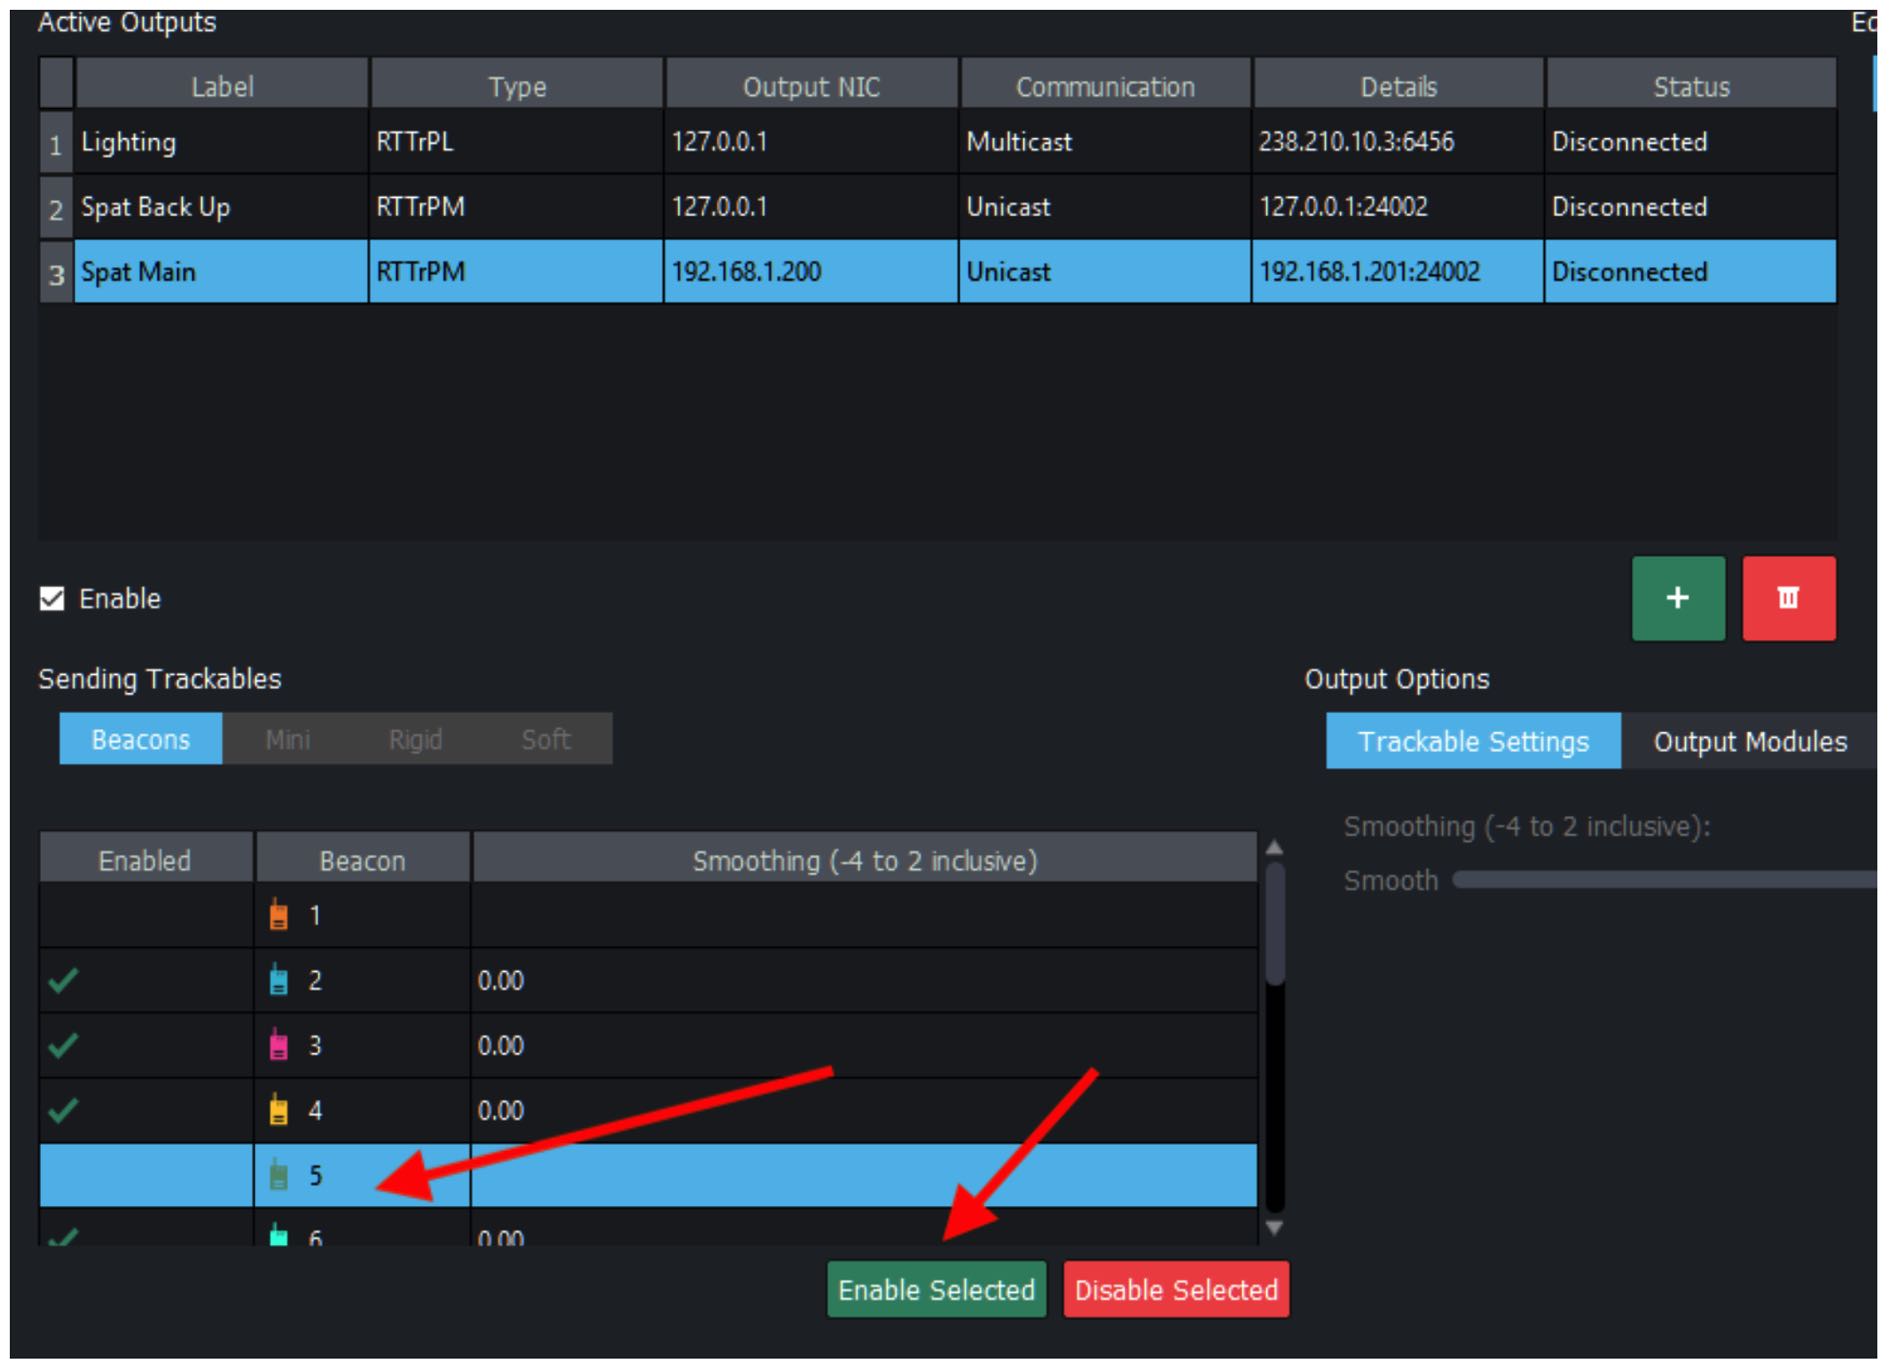 Active Outputs
Label Type Output NIC Communication Details Status
1 Lighting RTTrPL 127.0.0.1 Multicast 238.210.10.3:6456 Disconnected
2 Spat Back Up RTTrPM 127.0.0.1 Unicast 127.0.0.1:24002 Disconnected
3 Spat Main RTTrPM 192.168.1.200 Unicast 192.168.1.201:24002 Disconnected
Enable
+
Sending Trackables
Beacons Mini Rigid Soft
Enabled Beacon Smoothing (-4 to 2 inclusive)
1
2 0.00
3 0.00
4 0.00
5
6 0.00
Enable Selected Disable Selected
Output Options
Trackable Settings Output Modules
Smoothing (-4 to 2 inclusive):
Smooth